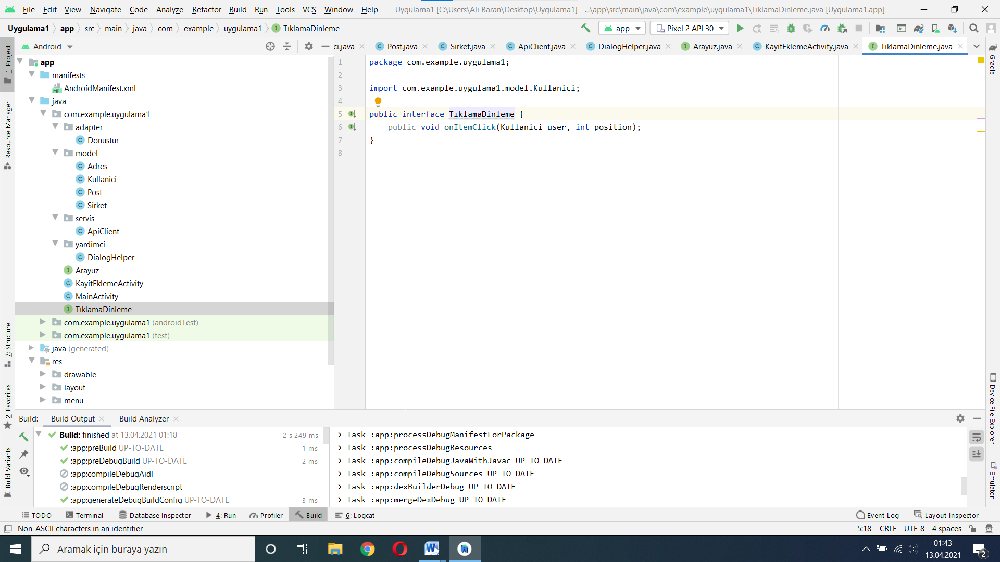 File Edit View Navigate Code Analyze Refactor Build Run Tools VCS Window Help Uygulama1 [C:\Users\Ali Baran\Desktop\Uygulama1] - ...\app\src\main\java\com\example\uygulama1\TıklamaDinleme.java [Uygulama1.app]
Uygulama1 app src main java com example uygulama1 TıklamaDinleme app Pixel 2 API 30
Android ci.java Post.java Sirket.java ApiClient.java DialogHelper.java Arayuz.java KayitEklemeActivity.java TıklamaDinleme.java
1: Project
Resource Manager
7: Structure
2: Favorites
Build Variants
app
manifests
AndroidManifest.xml
java
com.example.uygulama1
adapter
Donustur
model
Adres
Kullanici
Post
Sirket
servis
ApiClient
yardimci
DialogHelper
Arayuz
KayitEklemeActivity
MainActivity
TıklamaDinleme
com.example.uygulama1 (androidTest)
com.example.uygulama1 (test)
java (generated)
res
drawable
layout
menu
1 package com.example.uygulama1;
2
3 import com.example.uygulama1.model.Kullanici;
4
5 public interface TıklamaDinleme {
6 public void onItemClick(Kullanici user, int position);
7 }
8
Gradle
Device File Explorer
Emulator
Build: Build Output Build Analyzer
Build: finished at 13.04.2021 01:18 2 s 249 ms
:app:preBuild UP-TO-DATE 1 ms
:app:preDebugBuild UP-TO-DATE 2 ms
:app:compileDebugAidl
:app:compileDebugRenderscript
:app:generateDebugBuildConfig UP-TO-DATE 3 ms
> Task :app:processDebugManifestForPackage
> Task :app:processDebugResources
> Task :app:compileDebugJavaWithJavac UP-TO-DATE
> Task :app:compileDebugSources UP-TO-DATE
> Task :app:dexBuilderDebug UP-TO-DATE
> Task :app:mergeDexDebug UP-TO-DATE
TODO Terminal Database Inspector 4: Run Profiler Build 6: Logcat Event Log Layout Inspector
Non-ASCII characters in an identifier 5:18 CRLF UTF-8 4 spaces
Aramak için buraya yazın
01:43
13.04.2021
2